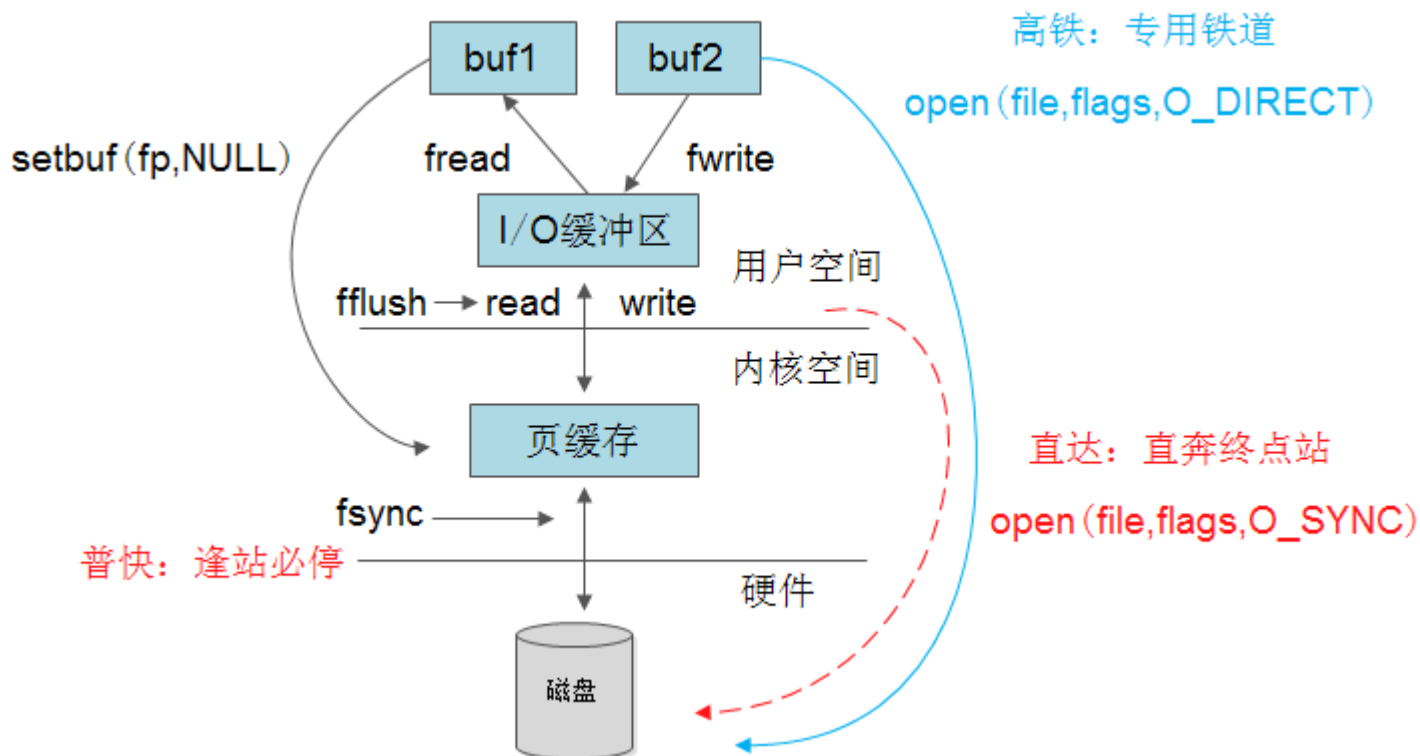 高铁：专用铁道
buf1
buf2
open(file,flags,O_DIRECT)
setbuf(fp,NULL)
fread
fwrite
I/O缓冲区
用户空间
fflush
read
write
内核空间
页缓存
直达：直奔终点站
fsync
open(file,flags,O_SYNC)
普快：逢站必停
硬件
磁盘